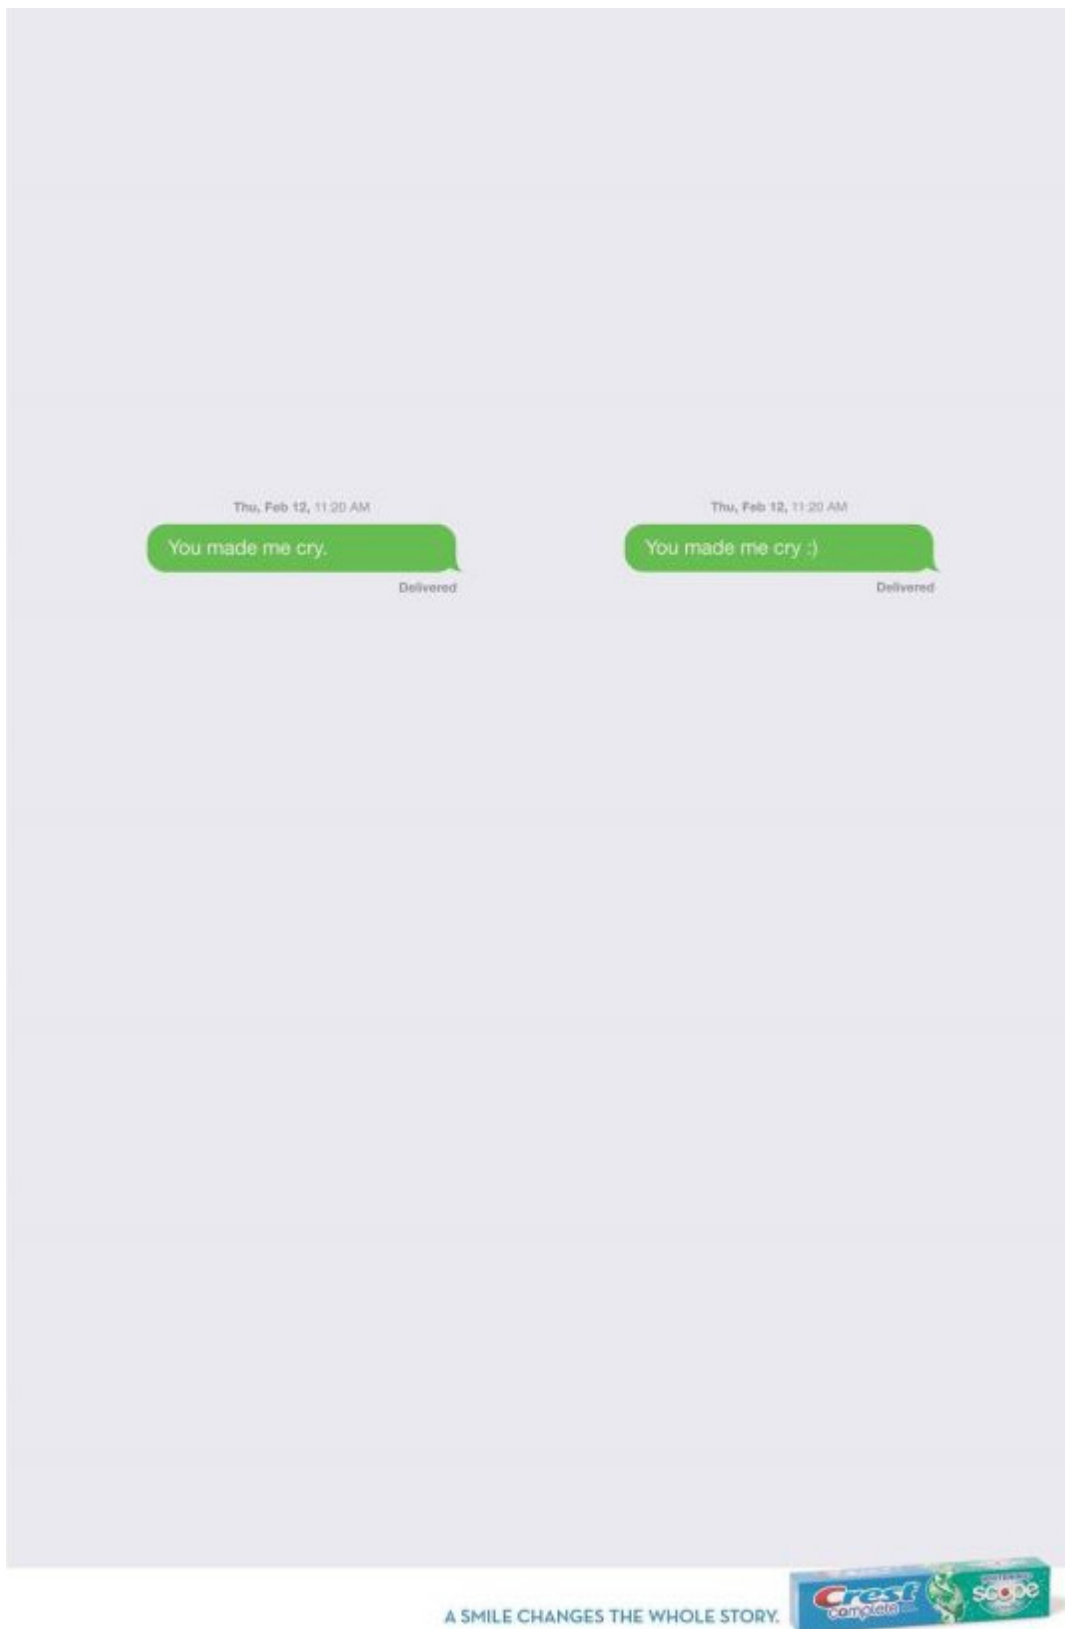 Thu, Feb 12, 11:20 AM
You made me cry.
Delivered
Thu, Feb 12, 11:20 AM
You made me cry :)
Delivered
A SMILE CHANGES THE WHOLE STORY.
Crest
complete
scope